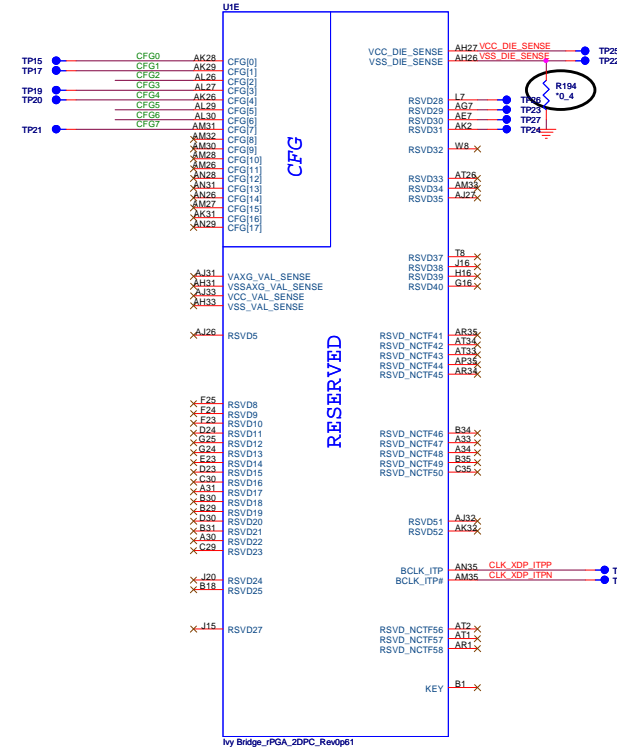 U1E
TP15 CFG0 AK28 CFG[0]
TP17 CFG1 AK29 CFG[1]
CFG2 AL26 CFG[2]
TP19 CFG3 AL27 CFG[3]
TP20 CFG4 AK26 CFG[4]
CFG5 AL29 CFG[5]
CFG6 AL30 CFG[6]
TP21 CFG7 AM31 CFG[7]
AM32 CFG[8]
AM30 CFG[9]
AM28 CFG[10]
AM26 CFG[11]
AN28 CFG[12]
AN31 CFG[13]
AN26 CFG[14]
AM27 CFG[15]
AK31 CFG[16]
AN29 CFG[17]
CFG
AJ31 VAXG_VAL_SENSE
AH31 VSSAXG_VAL_SENSE
AJ33 VCC_VAL_SENSE
AH33 VSS_VAL_SENSE
AJ26 RSVD5
RESERVED
F25 RSVD8
F24 RSVD9
F23 RSVD10
D24 RSVD11
G25 RSVD12
G24 RSVD13
E23 RSVD14
D23 RSVD15
C30 RSVD16
A31 RSVD17
B30 RSVD18
B29 RSVD19
D30 RSVD20
B31 RSVD21
A30 RSVD22
C29 RSVD23
J20 RSVD24
B18 RSVD25
J15 RSVD27
VCC_DIE_SENSE AH27 VCC_DIE_SENSE TP25
VSS_DIE_SENSE AH26 VSS_DIE_SENSE TP22
R194
*0_4
RSVD28 L7 TP26
RSVD29 AG7 TP23
RSVD30 AE7 TP27
RSVD31 AK2 TP24
RSVD32 W8
RSVD33 AT26
RSVD34 AM33
RSVD35 AJ27
RSVD37 T8
RSVD38 J16
RSVD39 H16
RSVD40 G16
RSVD_NCTF41 AR35
RSVD_NCTF42 AT34
RSVD_NCTF43 AT33
RSVD_NCTF44 AP35
RSVD_NCTF45 AR34
RSVD_NCTF46 B34
RSVD_NCTF47 A33
RSVD_NCTF48 A34
RSVD_NCTF49 B35
RSVD_NCTF50 C35
RSVD51 AJ32
RSVD52 AK32
BCLK_ITP AN35 CLK_XDP_ITPP T
BCLK_ITP# AM35 CLK_XDP_ITPN T
RSVD_NCTF56 AT2
RSVD_NCTF57 AT1
RSVD_NCTF58 AR1
KEY B1
Ivy Bridge_rPGA_2DPC_Rev0p61